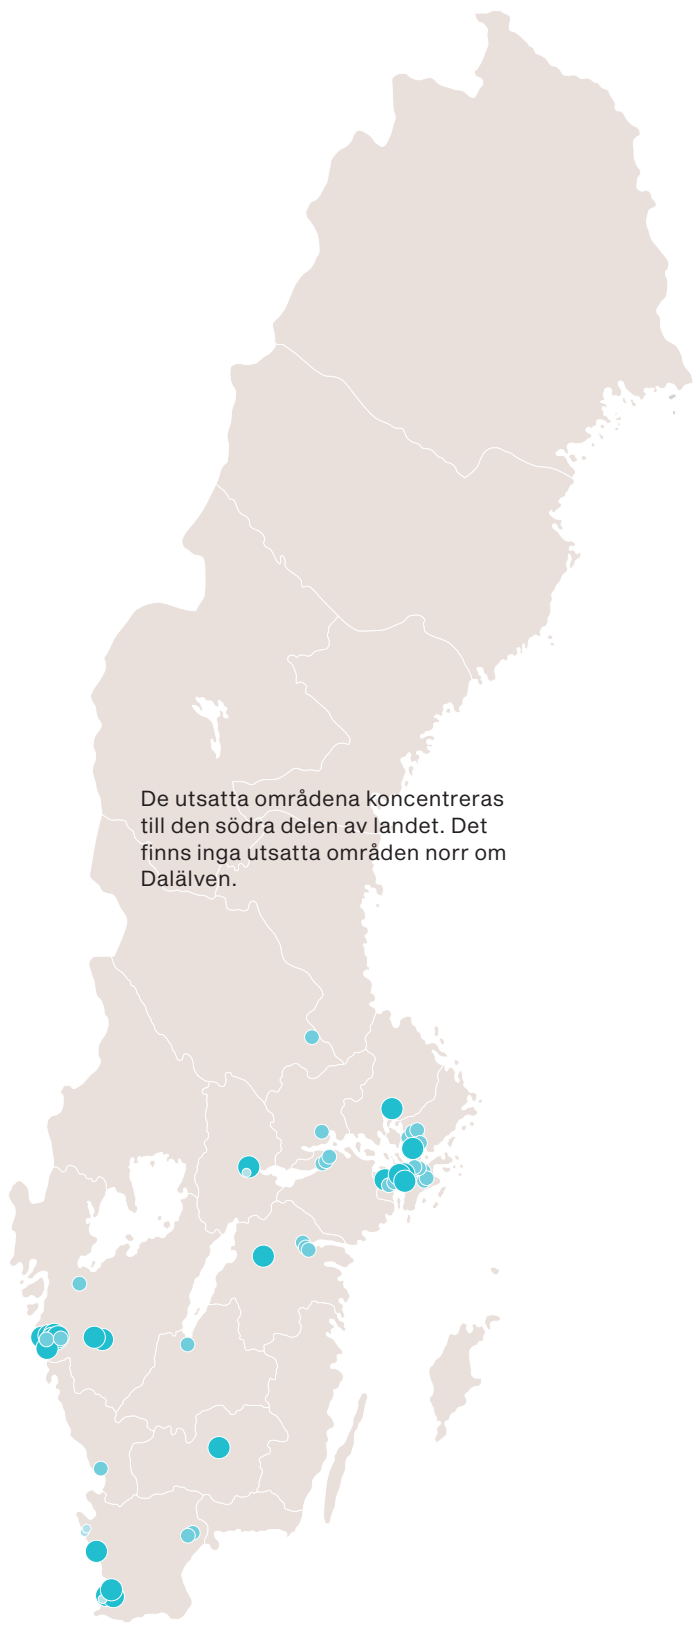 De utsatta områdena koncentreras
till den södra delen av landet. Det
finns inga utsatta områden norr om
Dalälven.